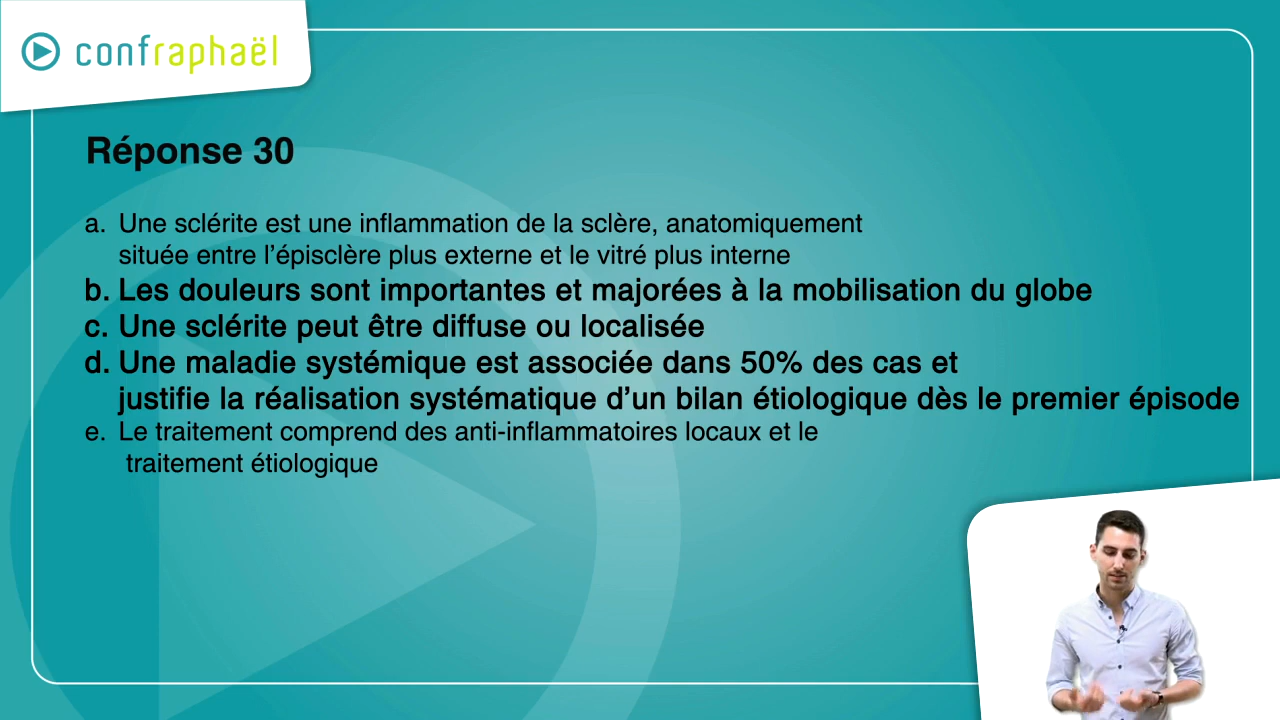 confraphaël
Réponse 30
a. Une sclérite est une inflammation de la sclère, anatomiquement
située entre l’épisclère plus externe et le vitré plus interne
b. Les douleurs sont importantes et majorées à la mobilisation du globe
c. Une sclérite peut être diffuse ou localisée
d. Une maladie systémique est associée dans 50% des cas et
justifie la réalisation systématique d’un bilan étiologique dès le premier épisode
e. Le traitement comprend des anti-inflammatoires locaux et le
traitement étiologique